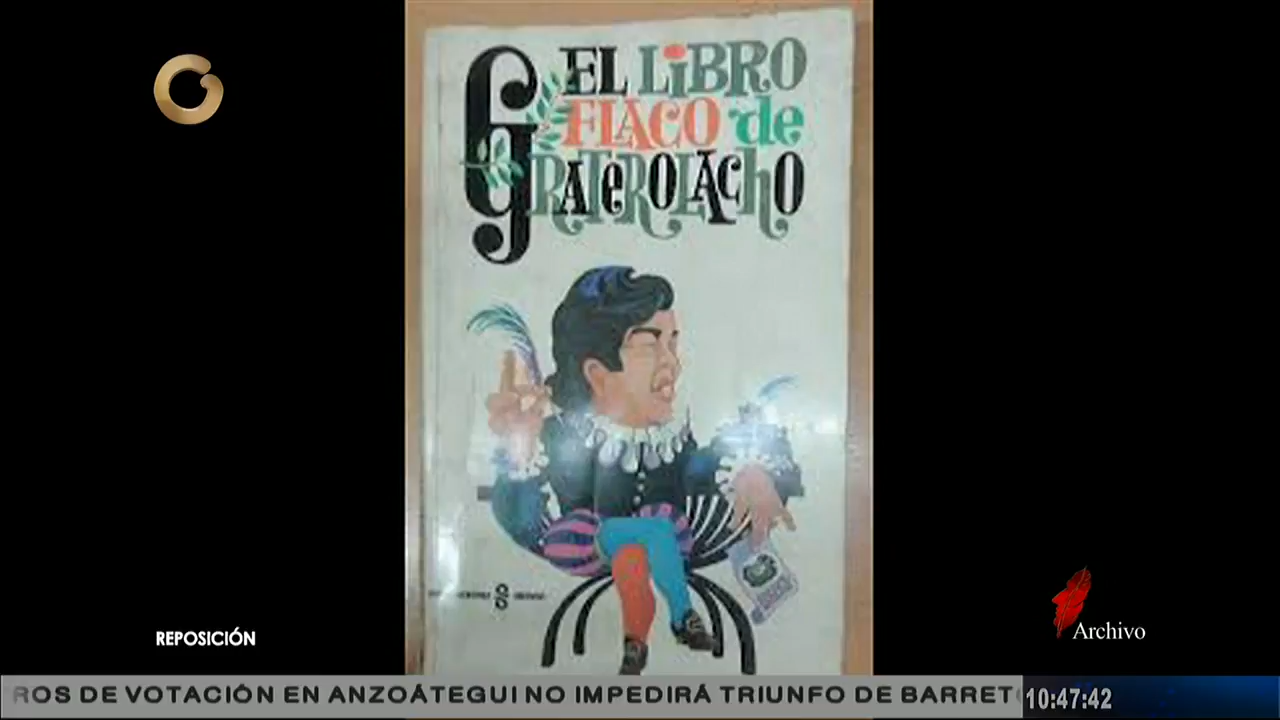 EL LiBRO
FLACO de
GRATeROLACHO
REPOSICIÓN
Archivo
ROS DE VOTACIÓN EN ANZOÁTEGUI NO IMPEDIRÁ TRIUNFO DE BARRET
10:47:42